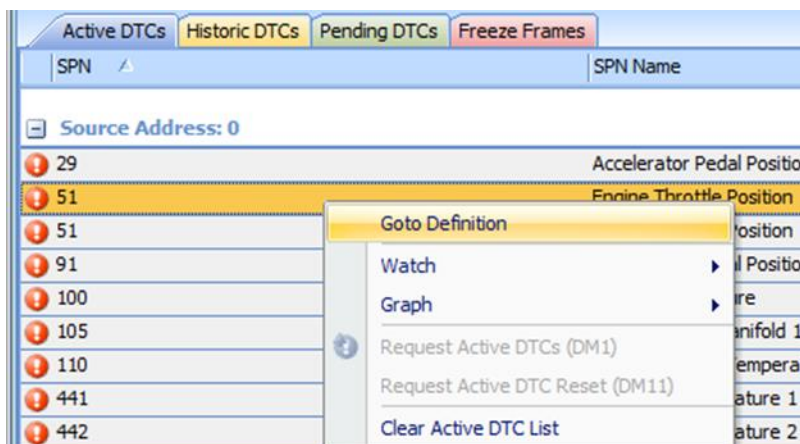 Active DTCs Historic DTCs Pending DTCs Freeze Frames
SPN SPN Name
Source Address: 0
29 Accelerator Pedal Positio
51 Engine Throttle Position
51 osition
91 l Positio
100 re
105 anifold 1
110 empera
441 ature 1
442 ature 2
Goto Definition
Watch
Graph
Request Active DTCs (DM1)
Request Active DTC Reset (DM11)
Clear Active DTC List